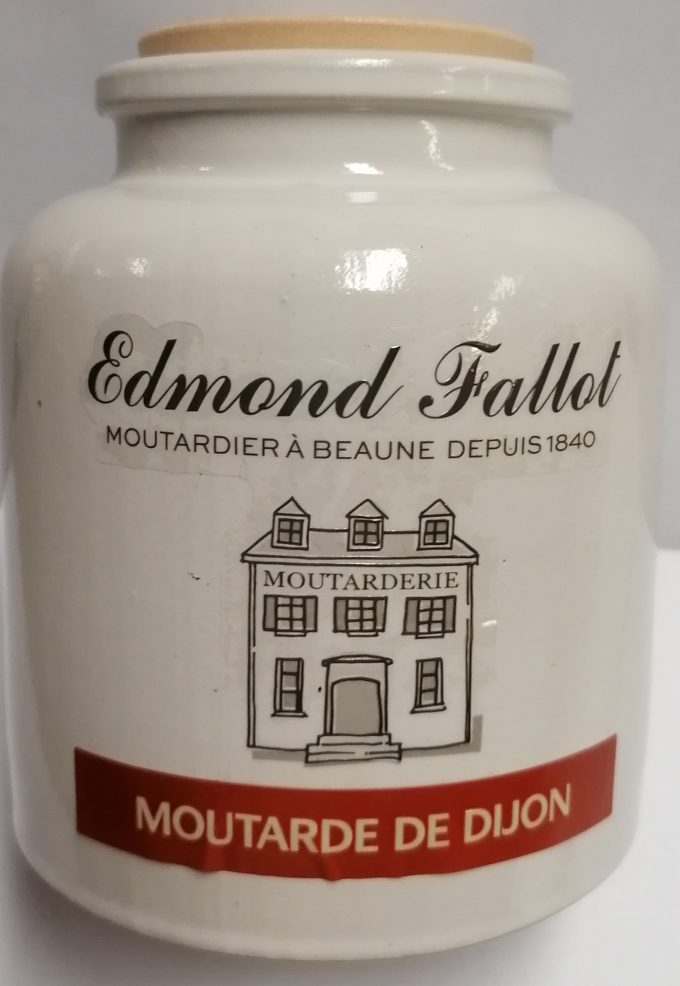 Edmond Fallot
MOUTARDIER À BEAUNE DEPUIS 1840
MOUTARDERIE
MOUTARDE DE DIJON